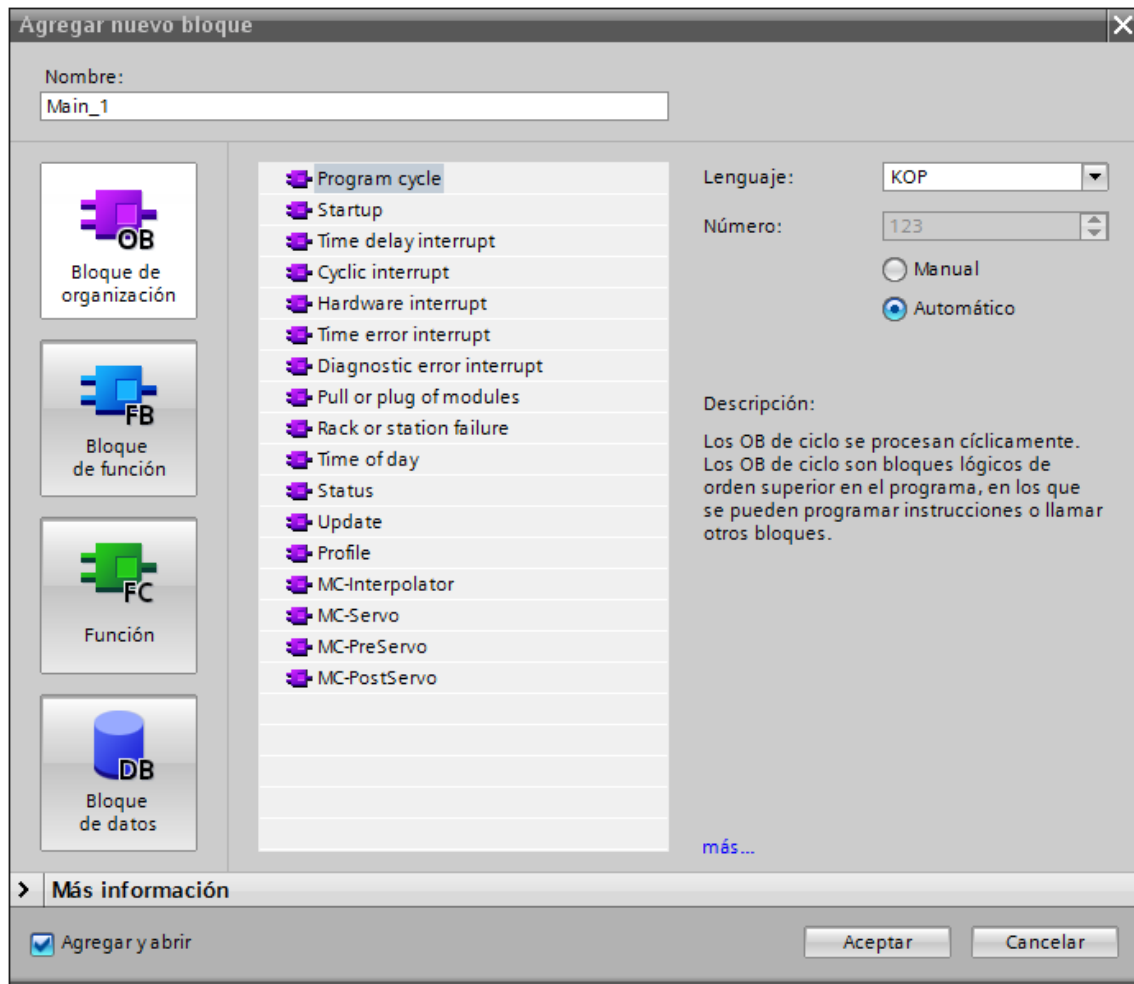 Agregar nuevo bloque
Nombre:
Main_1
OB
Bloque de
organización
FB
Bloque
de función
FC
Función
DB
Bloque
de datos
Program cycle
Startup
Time delay interrupt
Cyclic interrupt
Hardware interrupt
Time error interrupt
Diagnostic error interrupt
Pull or plug of modules
Rack or station failure
Time of day
Status
Update
Profile
MC-Interpolator
MC-Servo
MC-PreServo
MC-PostServo
Lenguaje: KOP
Número: 123
Manual
Automático
Descripción:
Los OB de ciclo se procesan cíclicamente.
Los OB de ciclo son bloques lógicos de
orden superior en el programa, en los que
se pueden programar instrucciones o llamar
otros bloques.
más...
Más información
Agregar y abrir
Aceptar
Cancelar